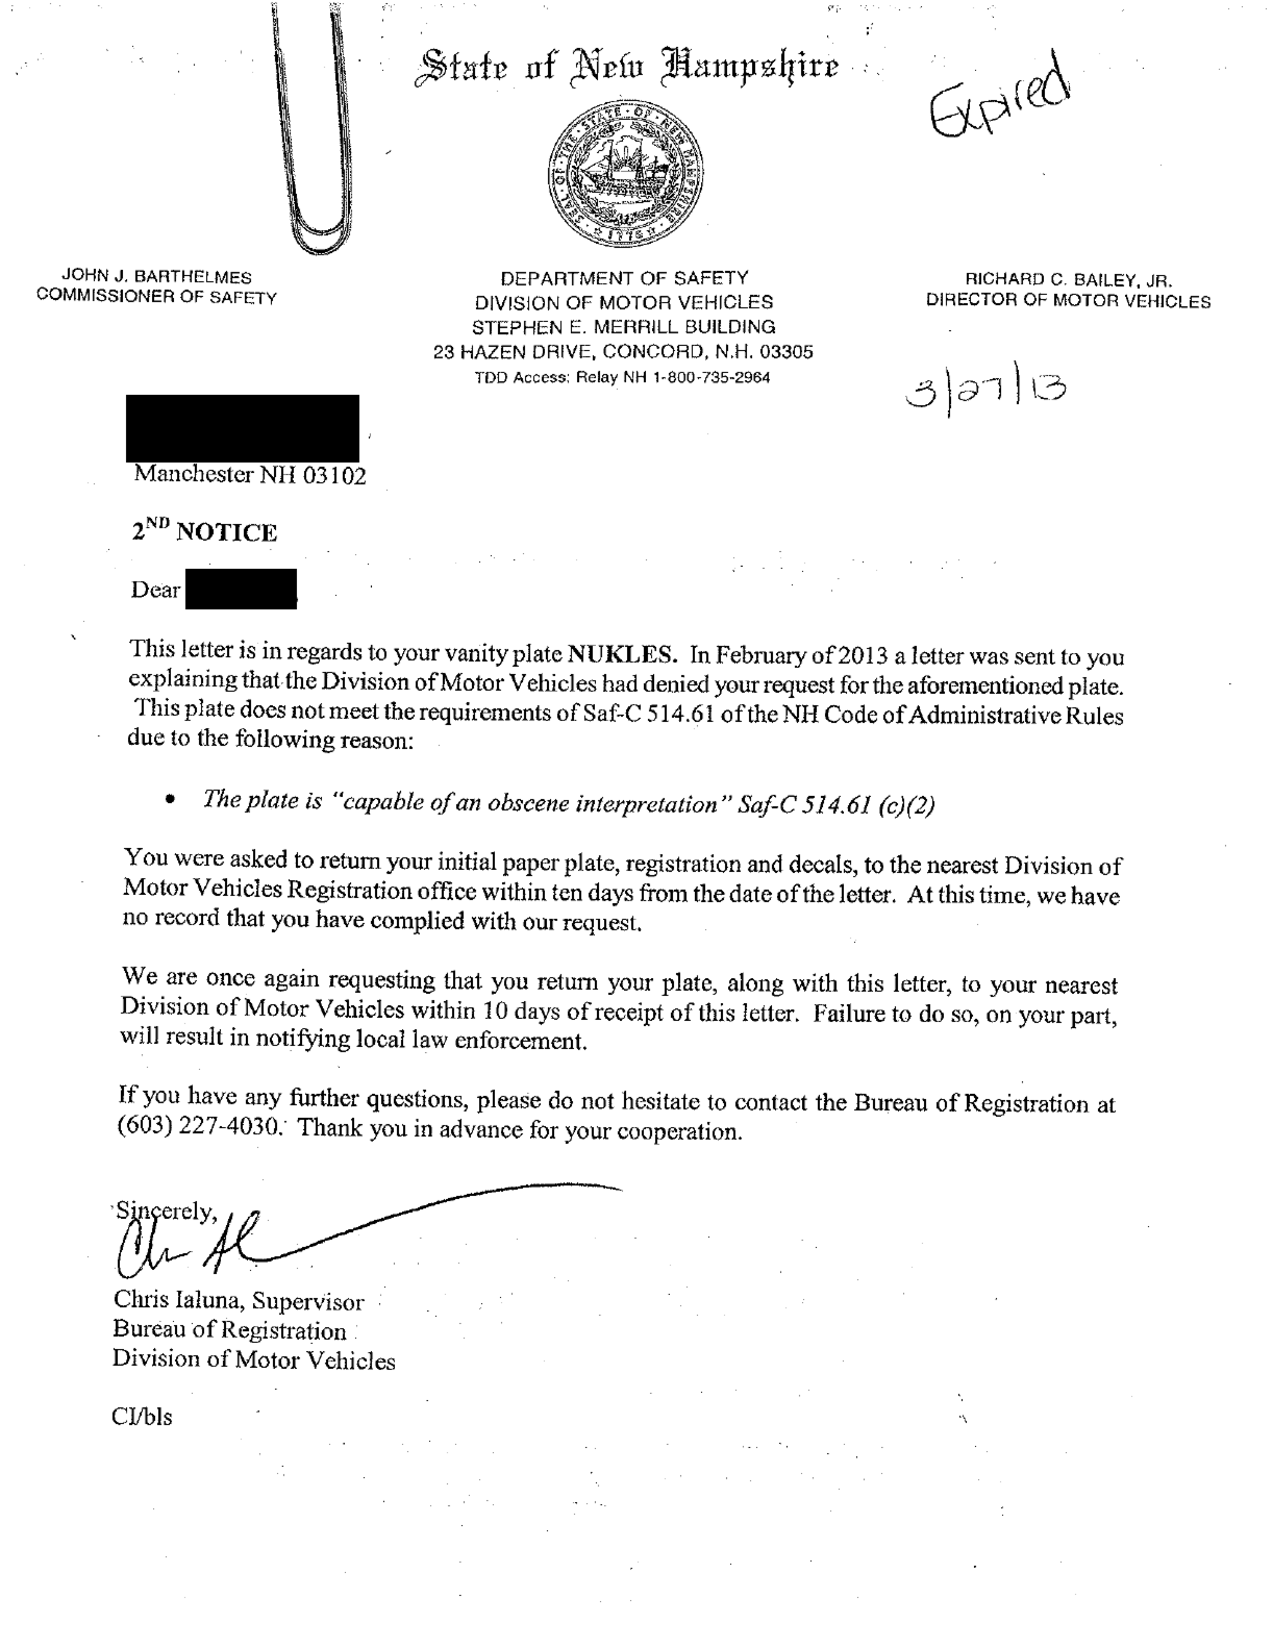 State of New Hampshire
Expired
SEAL · OF · THE · STATE · OF · NEW HAMPSHIRE
1776
JOHN J. BARTHELMES
COMMISSIONER OF SAFETY
DEPARTMENT OF SAFETY
DIVISION OF MOTOR VEHICLES
STEPHEN E. MERRILL BUILDING
23 HAZEN DRIVE, CONCORD, N.H. 03305
TDD Access: Relay NH 1-800-735-2964
RICHARD C. BAILEY, JR.
DIRECTOR OF MOTOR VEHICLES
3/27/13
Manchester NH 03102
2ND NOTICE
Dear
This letter is in regards to your vanity plate NUKLES. In February of 2013 a letter was sent to you
explaining that the Division of Motor Vehicles had denied your request for the aforementioned plate.
This plate does not meet the requirements of Saf-C 514.61 of the NH Code of Administrative Rules
due to the following reason:
• The plate is "capable of an obscene interpretation" Saf-C 514.61 (c)(2)
You were asked to return your initial paper plate, registration and decals, to the nearest Division of
Motor Vehicles Registration office within ten days from the date of the letter. At this time, we have
no record that you have complied with our request.
We are once again requesting that you return your plate, along with this letter, to your nearest
Division of Motor Vehicles within 10 days of receipt of this letter. Failure to do so, on your part,
will result in notifying local law enforcement.
If you have any further questions, please do not hesitate to contact the Bureau of Registration at
(603) 227-4030. Thank you in advance for your cooperation.
Sincerely,
Chris Ialuna, Supervisor
Bureau of Registration
Division of Motor Vehicles
CI/bls